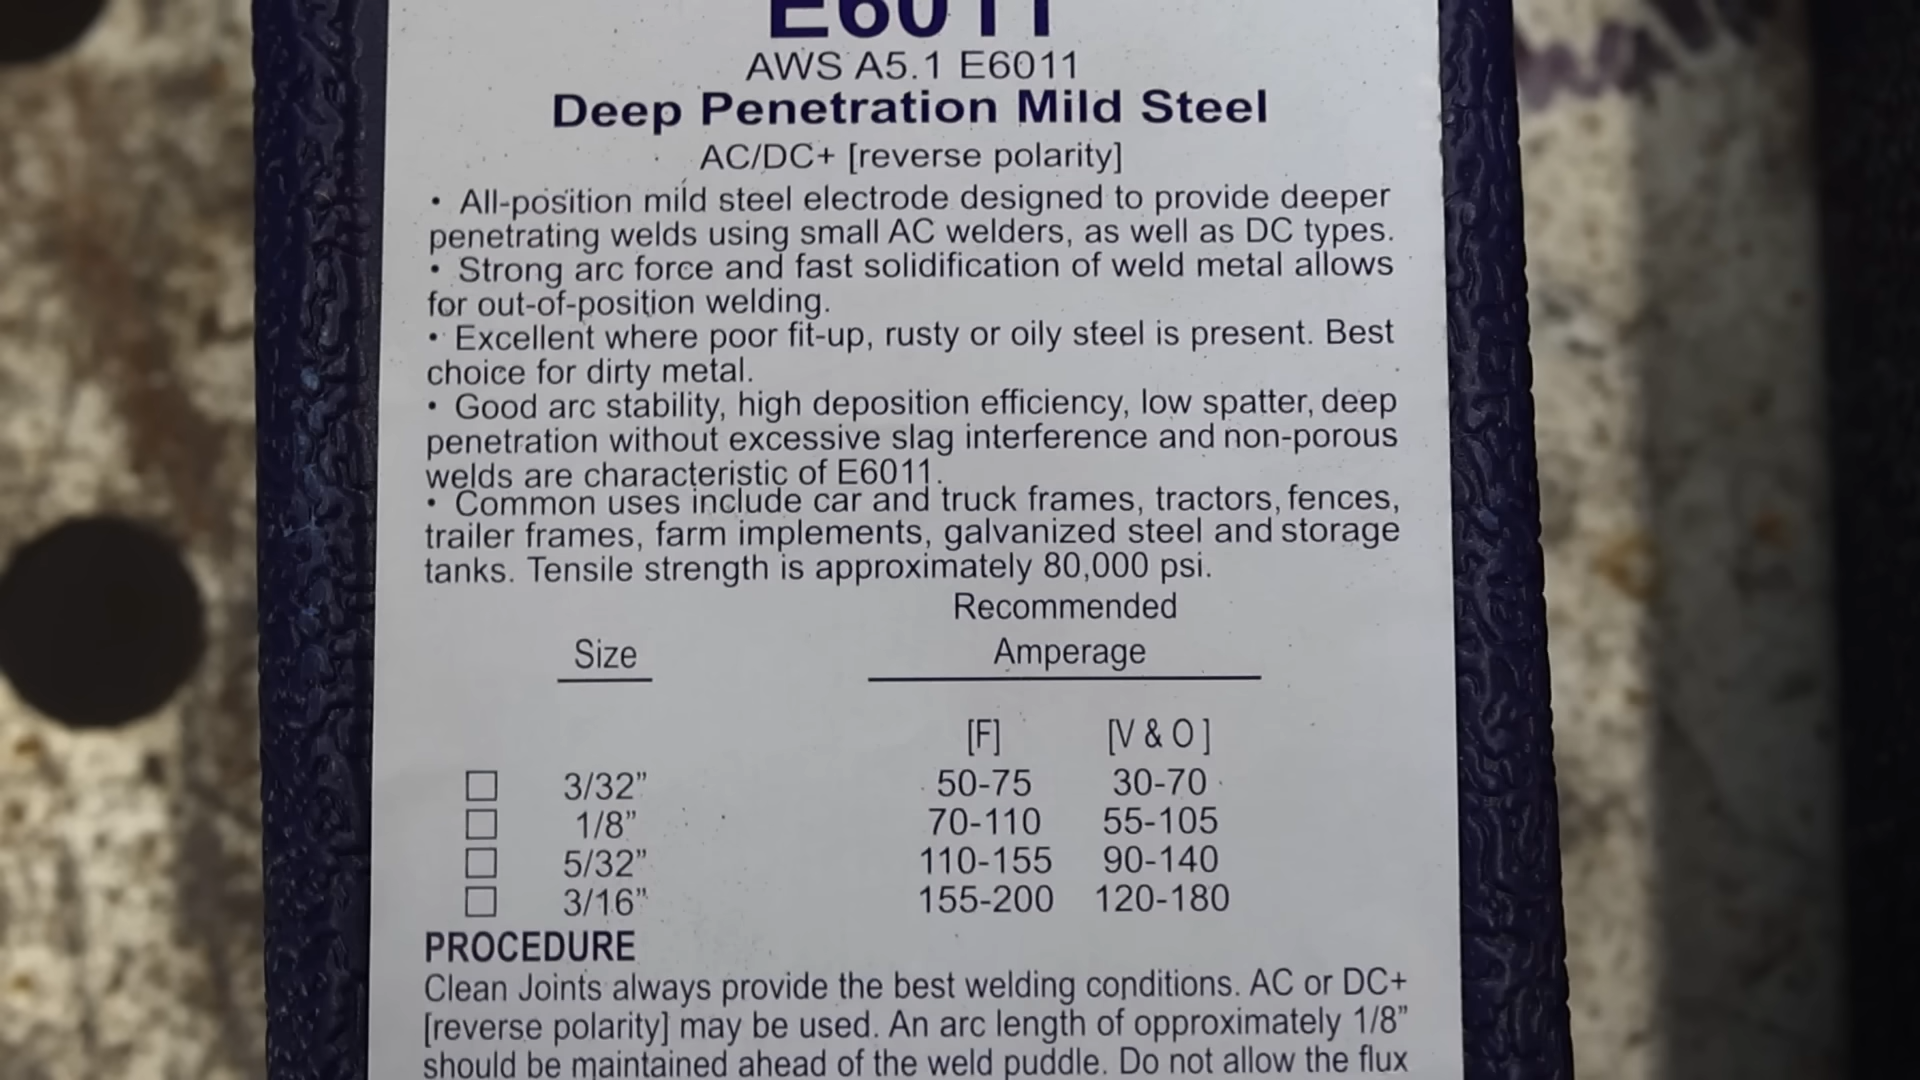 E6011
AWS A5.1 E6011
Deep Penetration Mild Steel
AC/DC+ [reverse polarity]
• All-position mild steel electrode designed to provide deeper
penetrating welds using small AC welders, as well as DC types.
• Strong arc force and fast solidification of weld metal allows
for out-of-position welding.
• Excellent where poor fit-up, rusty or oily steel is present. Best
choice for dirty metal.
• Good arc stability, high deposition efficiency, low spatter, deep
penetration without excessive slag interference and non-porous
welds are characteristic of E6011.
• Common uses include car and truck frames, tractors, fences,
trailer frames, farm implements, galvanized steel and storage
tanks. Tensile strength is approximately 80,000 psi.
Recommended
Size Amperage
[F] [V & O ]
3/32” 50-75 30-70
1/8” 70-110 55-105
5/32” 110-155 90-140
3/16” 155-200 120-180
PROCEDURE
Clean Joints always provide the best welding conditions. AC or DC+
[reverse polarity] may be used. An arc length of opproximately 1/8”
should be maintained ahead of the weld puddle. Do not allow the flux